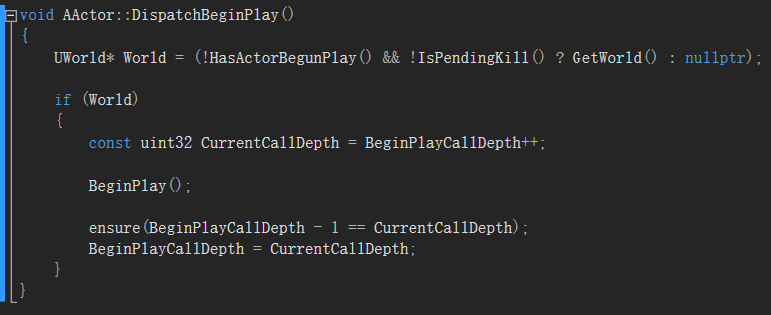 void AActor::DispatchBeginPlay()
{
UWorld* World = (!HasActorBegunPlay() && !IsPendingKill() ? GetWorld() : nullptr);
if (World)
{
const uint32 CurrentCallDepth = BeginPlayCallDepth++;
BeginPlay();
ensure(BeginPlayCallDepth - 1 == CurrentCallDepth);
BeginPlayCallDepth = CurrentCallDepth;
}
}